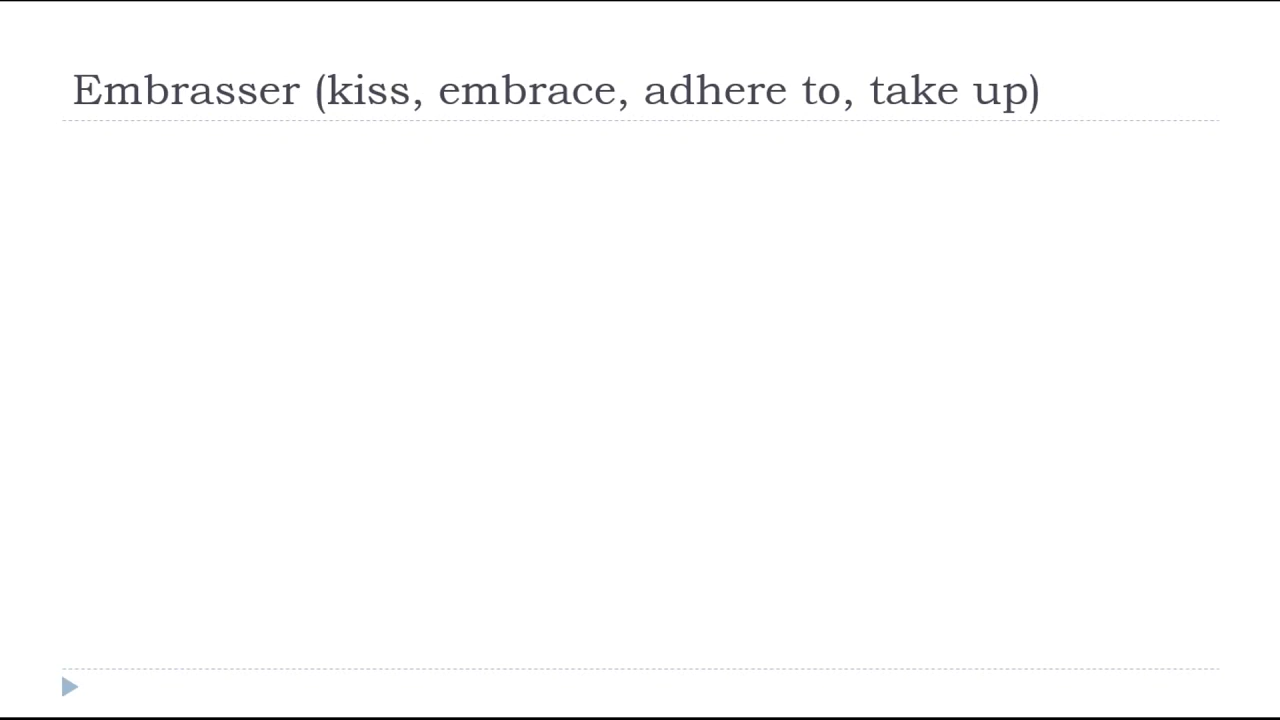 Embrasser (kiss, embrace, adhere to, take up)